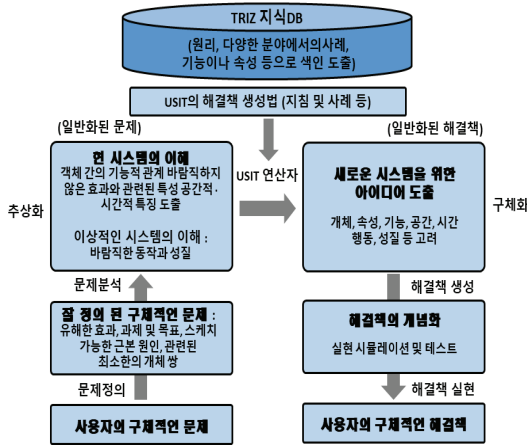 TRIZ 지식DB
(원리, 다양한 분야에서의사례,
기능이나 속성 등으로 색인 도출)
USIT의 해결책 생성법 (지침 및 사례 등)
(일반화된 문제)
(일반화된 해결책)
현 시스템의 이해
객체 간의 기능적 관계 바람직하지
않은 효과와 관련된 특성 공간적·
시간적 특징 도출
이상적인 시스템의 이해 :
바람직한 동작과 성질
USIT 연산자
새로운 시스템을 위한
아이디어 도출
개체, 속성, 기능, 공간, 시간
행동, 성질 등 고려
추상화
구체화
문제분석
해결책 생성
잘 정의 된 구체적인 문제 :
유해한 효과, 과제 및 목표, 스케치
가능한 근본 원인, 관련된
최소한의 개체 쌍
해결책의 개념화
실현 시뮬레이션 및 테스트
문제정의
해결책 실현
사용자의 구체적인 문제
사용자의 구체적인 해결책